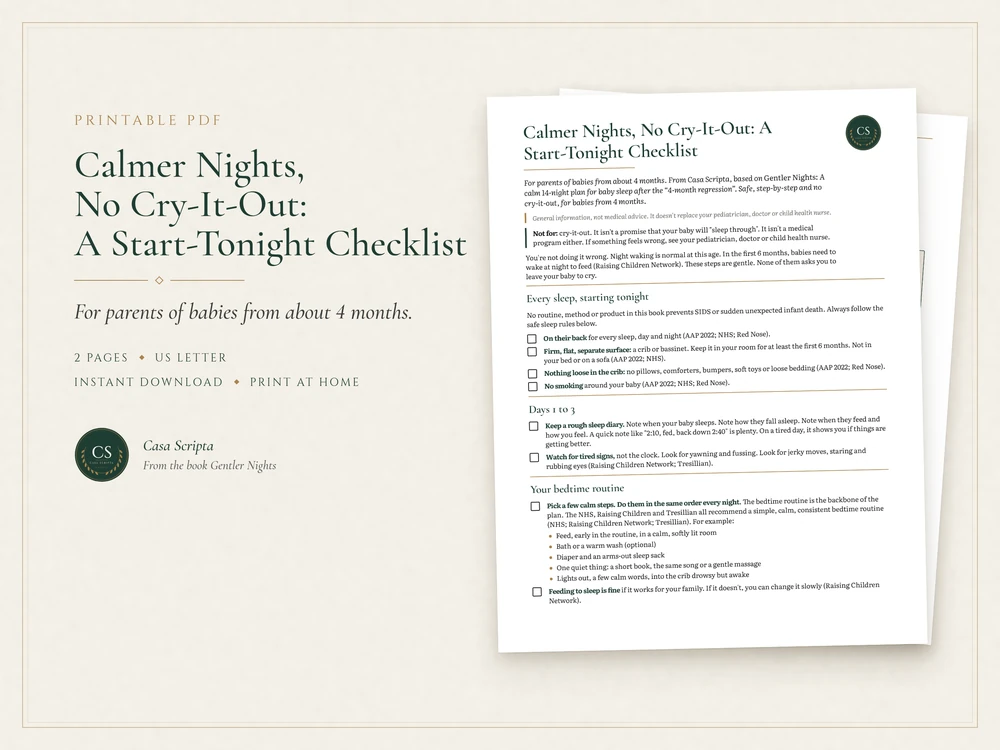 PRINTABLE PDF
Calmer Nights,
No Cry-It-Out:
A Start-Tonight Checklist
For parents of babies from about 4 months.
2 PAGES ◆ US LETTER
INSTANT DOWNLOAD ◆ PRINT AT HOME
CS
Casa Scripta
From the book Gentler Nights
Calmer Nights, No Cry-It-Out: A
Start-Tonight Checklist
CS
For parents of babies from about 4 months. From Casa Scripta, based on Gentler Nights: A
calm 14-night plan for baby sleep after the "4-month regression". Safe, step-by-step and no
cry-it-out, for babies from 4 months.
General information, not medical advice. It doesn't replace your pediatrician, doctor or child health nurse.
Not for: cry-it-out. It isn't a promise that your baby will "sleep through". It isn't a medical
program either. If something feels wrong, see your pediatrician, doctor or child health nurse.
You're not doing it wrong. Night waking is normal at this age. In the first 6 months, babies need to
wake at night to feed (Raising Children Network). These steps are gentle. None of them asks you to
leave your baby to cry.
Every sleep, starting tonight
No routine, method or product in this book prevents SIDS or sudden unexpected infant death. Always follow the
safe sleep rules below.
On their back for every sleep, day and night (AAP 2022; NHS; Red Nose).
Firm, flat, separate surface: a crib or bassinet. Keep it in your room for at least the first 6 months. Not in
your bed or on a sofa (AAP 2022; NHS).
Nothing loose in the crib: no pillows, comforters, bumpers, soft toys or loose bedding (AAP 2022; Red Nose).
No smoking around your baby (AAP 2022; NHS; Red Nose).
Days 1 to 3
Keep a rough sleep diary. Note when your baby sleeps. Note how they fall asleep. Note when they feed and
how you feel. A quick note like "2:10, fed, back down 2:40" is plenty. On a tired day, it shows you if things are
getting better.
Watch for tired signs, not the clock. Look for yawning and fussing. Look for jerky moves, staring and
rubbing eyes (Raising Children Network; Tresillian).
Your bedtime routine
Pick a few calm steps. Do them in the same order every night. The bedtime routine is the backbone of the
plan. The NHS, Raising Children and Tresillian all recommend a simple, calm, consistent bedtime routine
(NHS; Raising Children Network; Tresillian). For example:
• Feed, early in the routine, in a calm, softly lit room
• Bath or a warm wash (optional)
• Diaper and an arms-out sleep sack
• One quiet thing: a short book, the same song or a gentle massage
• Lights out, a few calm words, into the crib drowsy but awake
Feeding to sleep is fine if it works for your family. If it doesn't, you can change it slowly (Raising Children
Network).